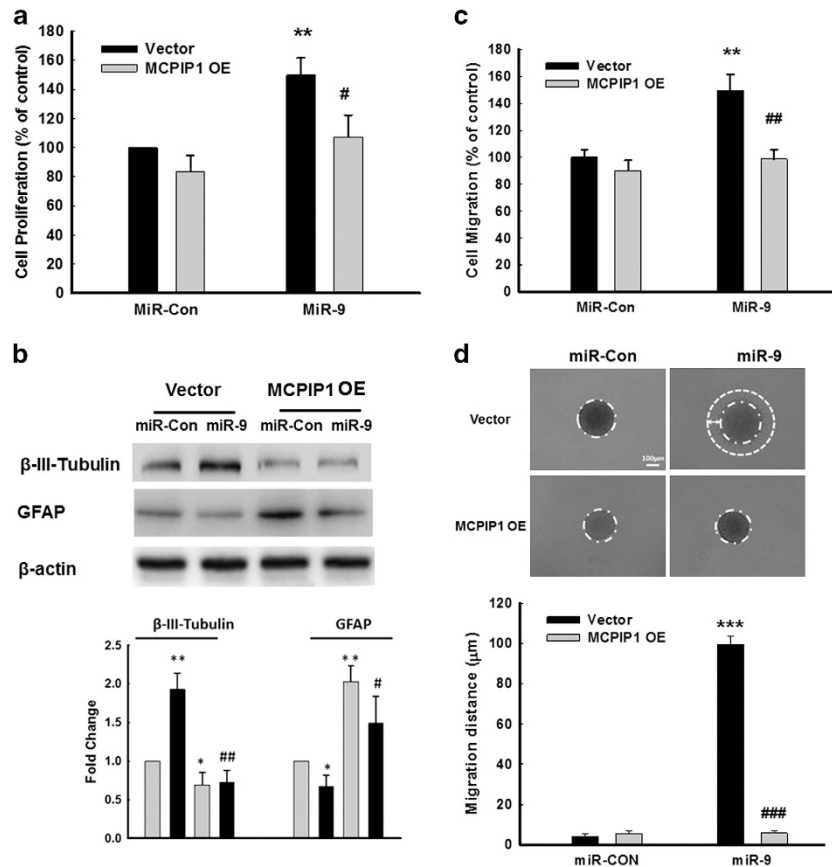 a
Cell Proliferation (% of control)
180
160
140
120
100
80
60
40
20
0
Vector
MCPIP1 OE
**
#
MiR-Con MiR-9
b
Vector MCPIP1 OE
miR-Con miR-9 miR-Con miR-9
β-III-Tubulin
GFAP
β-actin
β-III-Tubulin GFAP
Fold Change
2.5
2.0
1.5
1.0
0.5
0.0
**
*
##
*
**
#
c
Cell Migration (% of control)
180
160
140
120
100
80
60
40
20
0
Vector
MCPIP1 OE
**
##
MiR-Con MiR-9
d
miR-Con miR-9
Vector
100μm
MCPIP1 OE
Migration distance (μm)
120
100
80
60
40
20
0
Vector
MCPIP1 OE
***
###
miR-CON miR-9